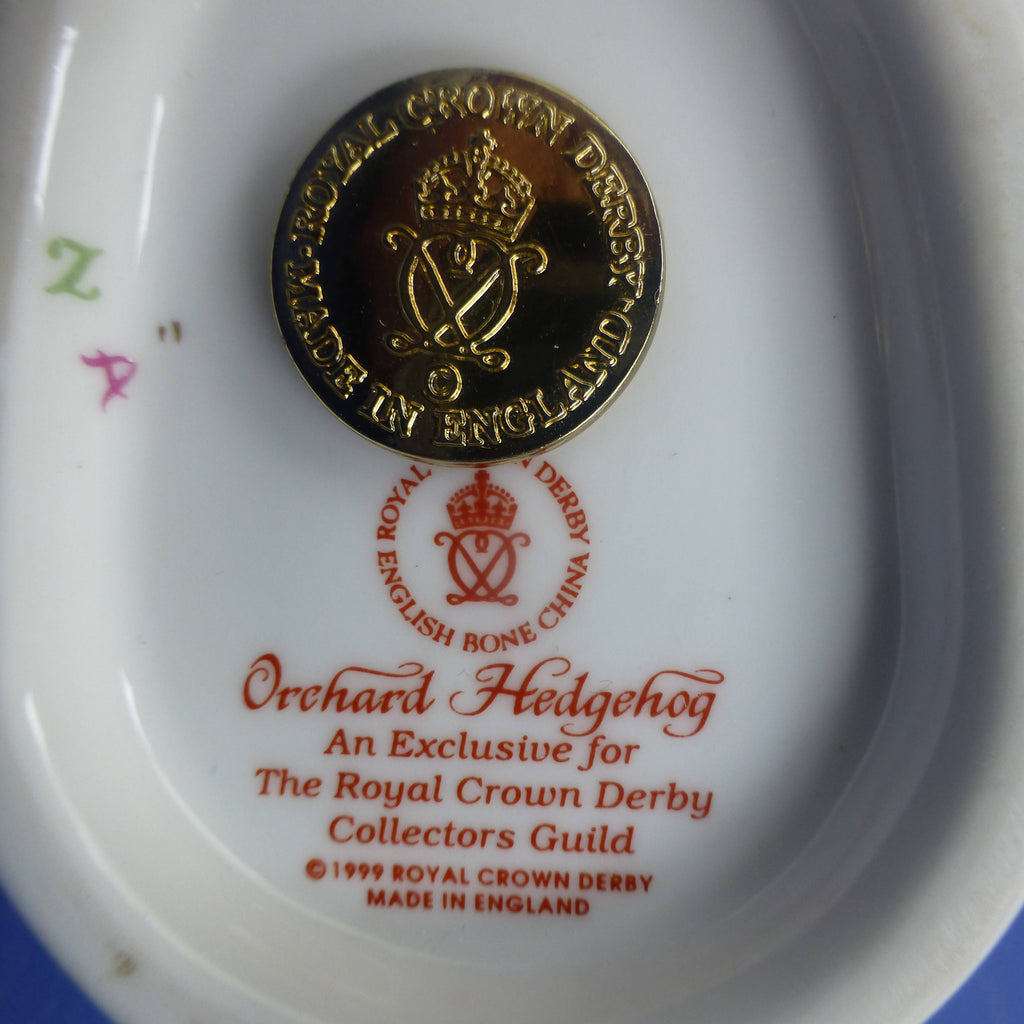 ·ROYAL CROWN DERBY·
MADE IN ENGLAND
©
Z
A
ROYAL DERBY
ENGLISH BONE CHINA
Orchard Hedgehog
An Exclusive for
The Royal Crown Derby
Collectors Guild
© 1999 ROYAL CROWN DERBY
MADE IN ENGLAND